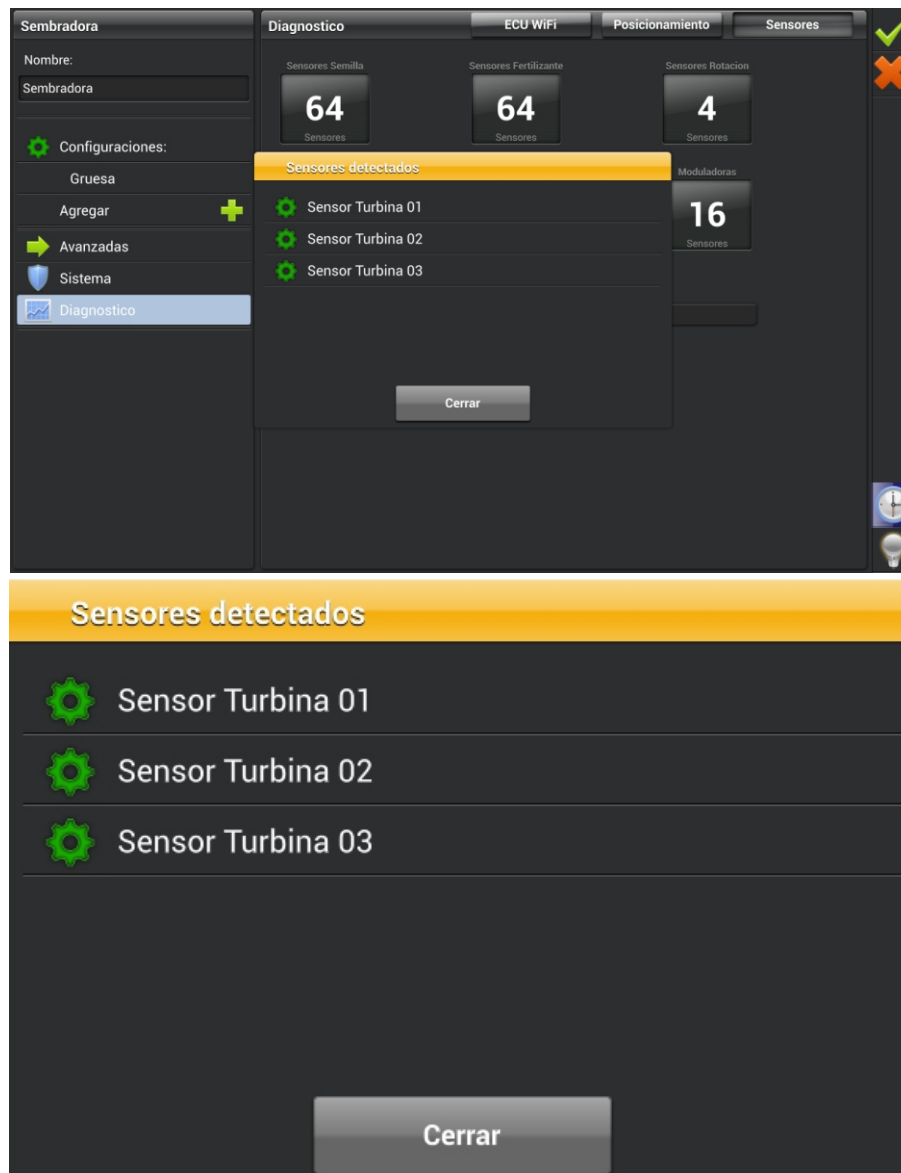 Sembradora
Nombre:
Sembradora
Configuraciones:
Gruesa
Agregar
Avanzadas
Sistema
Diagnostico
Diagnostico
ECU WiFi
Posicionamiento
Sensores
Sensores Semilla
Sensores Fertilizante
Sensores Rotacion
64
64
4
Sensores
Sensores
Sensores
Moduladoras
16
Sensores
Sensores detectados
Sensor Turbina 01
Sensor Turbina 02
Sensor Turbina 03
Cerrar
Sensores detectados
Sensor Turbina 01
Sensor Turbina 02
Sensor Turbina 03
Cerrar